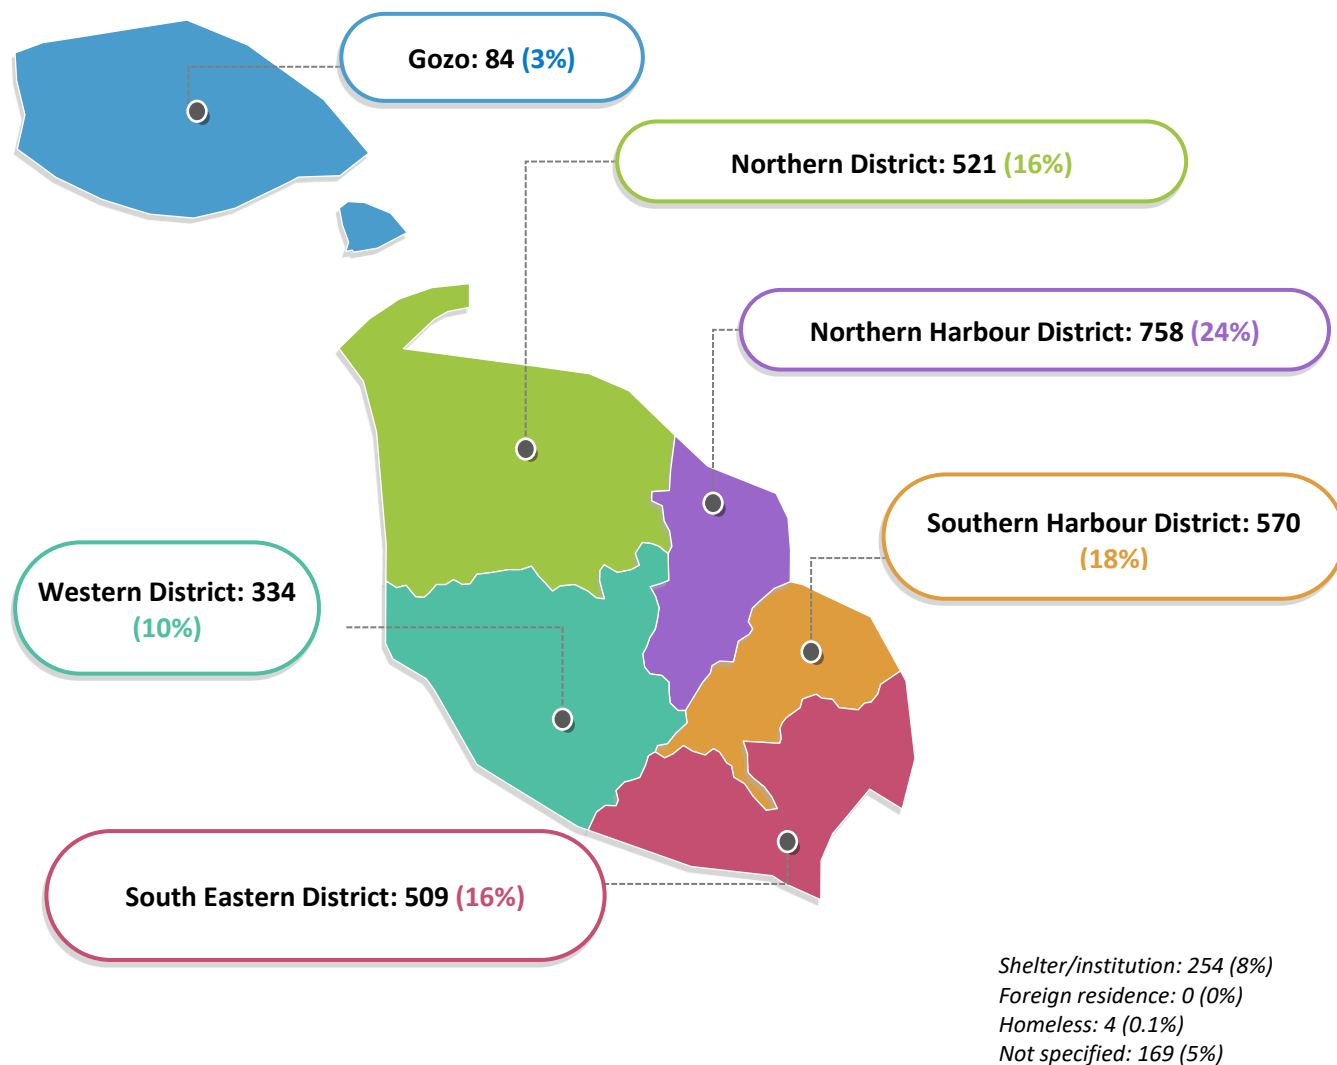 Gozo: 84 (3%)
Northern District: 521 (16%)
Northern Harbour District: 758 (24%)
Southern Harbour District: 570
(18%)
Western District: 334
(10%)
South Eastern District: 509 (16%)
Shelter/institution: 254 (8%)
Foreign residence: 0 (0%)
Homeless: 4 (0.1%)
Not specified: 169 (5%)